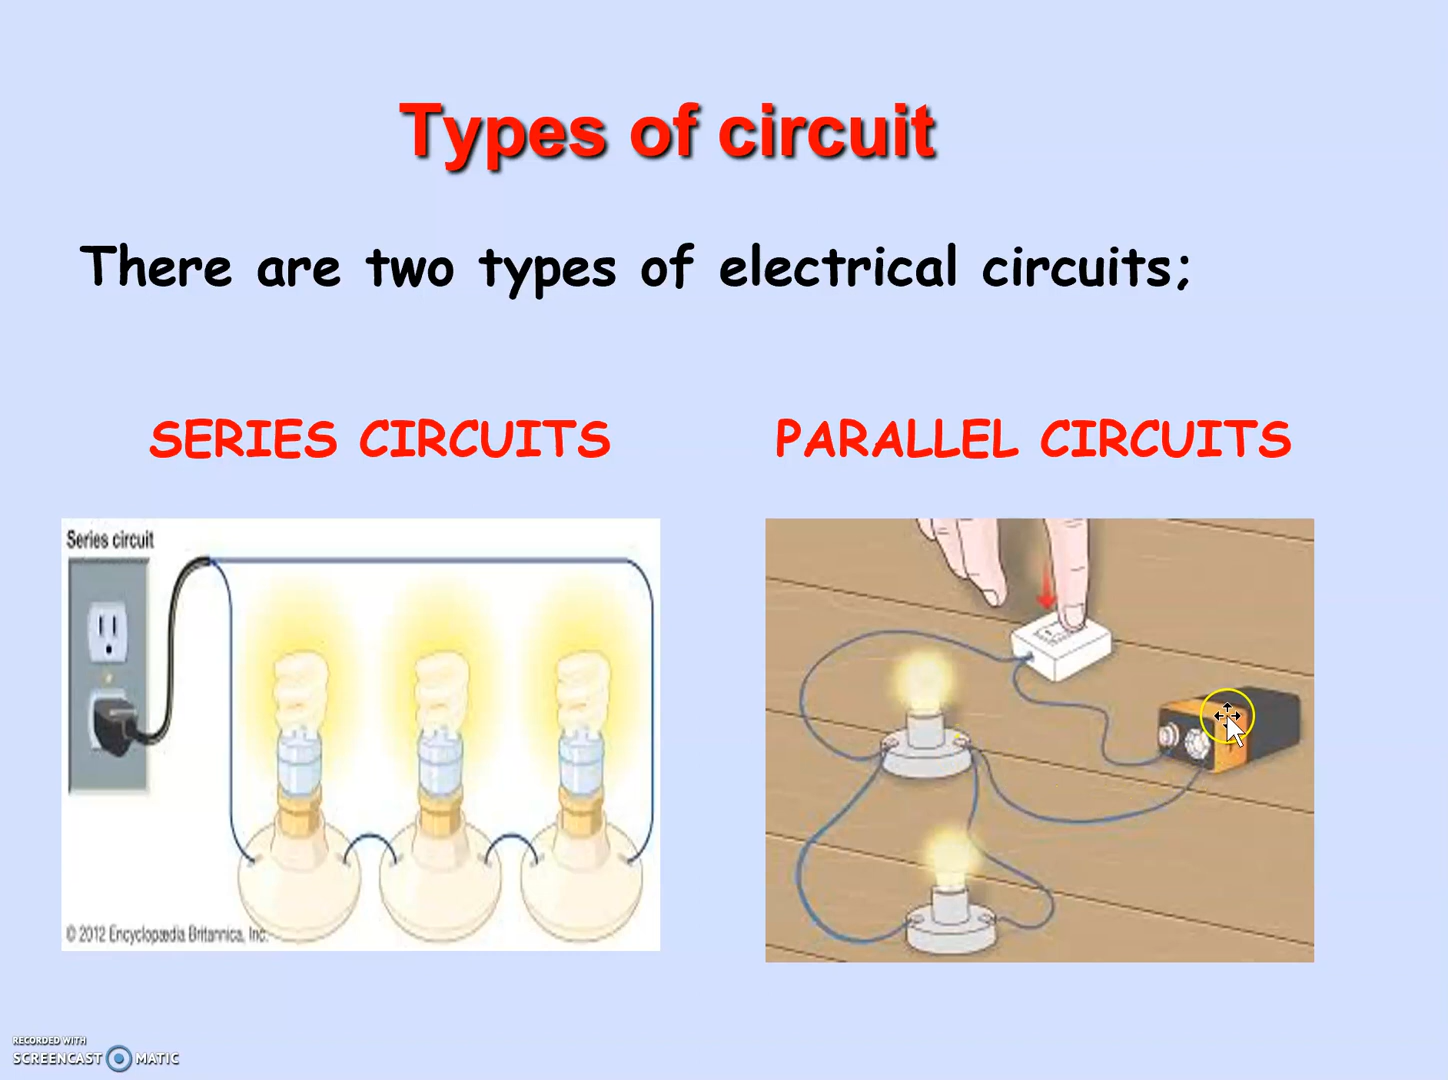 Types of circuit
There are two types of electrical circuits;
SERIES CIRCUITS
PARALLEL CIRCUITS
Series circuit
© 2012 Encyclopædia Britannica, Inc.
RECORDED WITH
SCREENCAST MATIC